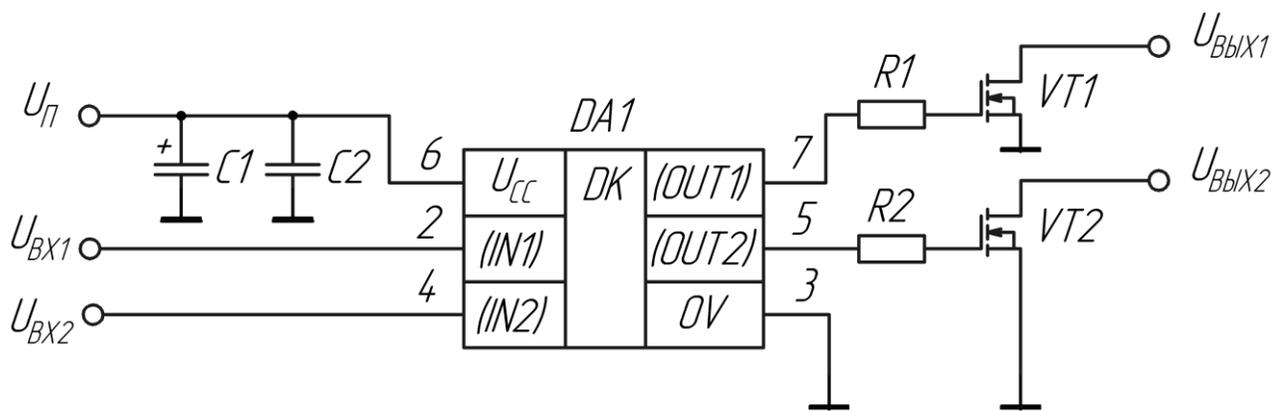 U_ВЫХ1
R1
VT1
U_П
DA1
+
C1
C2
6
U_CC
DK
(OUT1)
7
U_ВЫХ2
U_ВХ1
2
(IN1)
(OUT2)
5
R2
VT2
U_ВХ2
4
(IN2)
0V
3